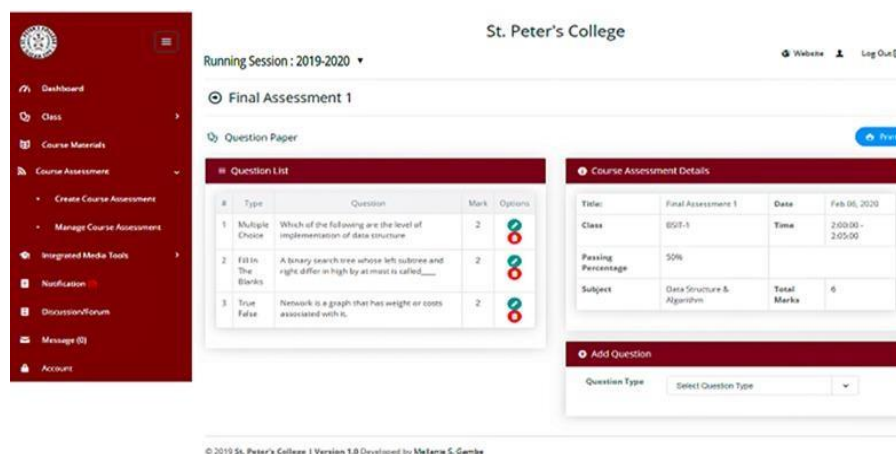 St. Peter's College
Running Session : 2019-2020
Website
Log Out
Dashboard
Class
Course Materials
Course Assessment
Create Course Assessment
Manage Course Assessment
Integrated Media Tools
Notification
Discussion/Forum
Message (0)
Account
Final Assessment 1
Question Paper
Print
Question List
# Type Question Mark Options
1 Multiple Choice Which of the following are the level of 2
implementation of data structure
2 Fill In A binary search tree whose left subtree and 2
The right differ in high by at most is called____
Blanks
3 True Network is a graph that has weight or costs 2
False associated with it.
Course Assessment Details
Title: Final Assessment 1 Date Feb 06, 2020
Class BSIT-1 Time 2:00:00 -
2:05:00
Passing 50%
Percentage
Subject Data Structure & Total 6
Algorithm Marks
Add Question
Question Type Select Question Type
© 2019 St. Peter's College | Version 1.0 Developed by Mellanie S. Gambe